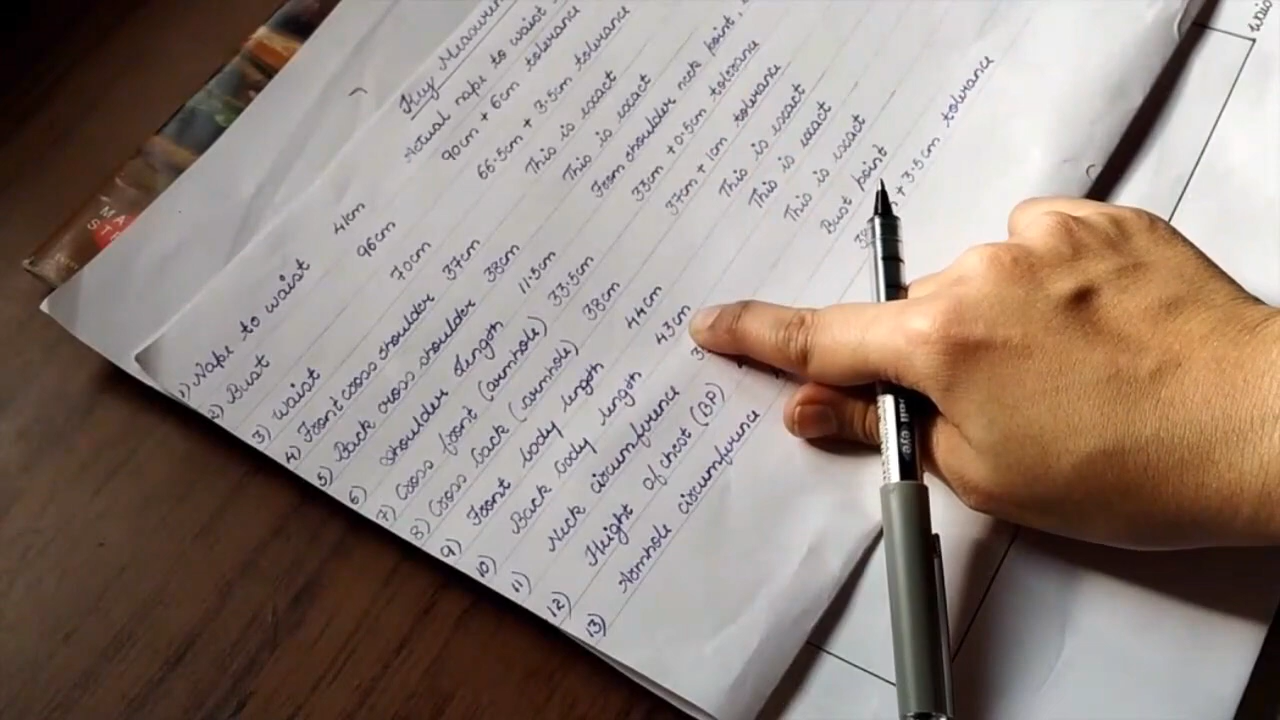 Key Measurem
1) Nape to waist 41cm Actual nape to waist
2) Bust 96cm 90cm + 6cm tolerance
3) waist 70cm 66.5cm + 3.5cm tolerance
4) Front cross shoulder 37cm This is exact
5) Back cross shoulder 38cm This is exact
6) shoulder length 11.5cm From shoulder neck point,
7) Cross front (armhole) 33.5cm 33cm + 0.5cm tolerance
8) Cross back (armhole) 38cm 37cm + 1cm tolerance
9) Front body length 44cm This is exact
10) Back body length 43cm This is exact
11) Neck circumference This is exact
12) Height of chest (BP) Bust point
13) Armhole circumference + 3.5cm tolerance